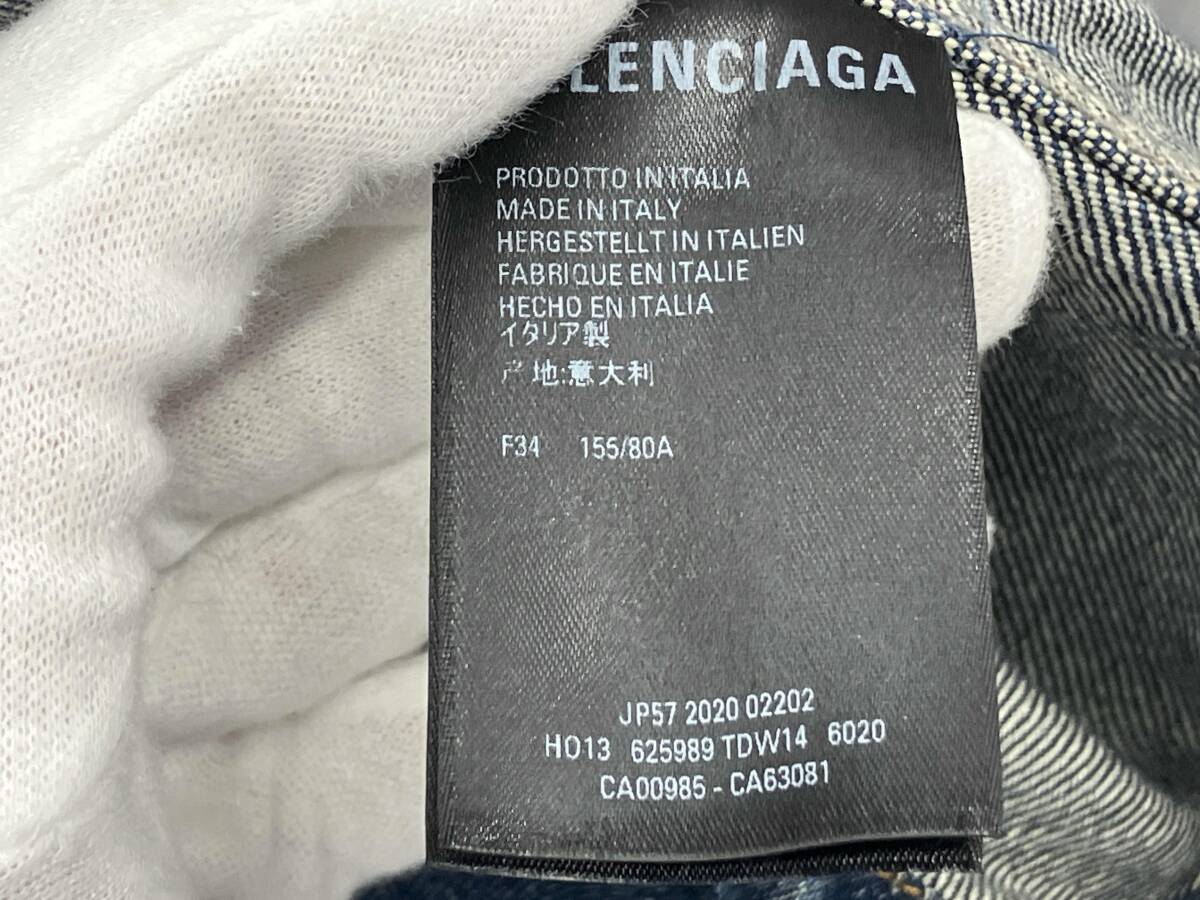 LENCIAGA
PRODOTTO IN ITALIA
MADE IN ITALY
HERGESTELLT IN ITALIEN
FABRIQUE EN ITALIE
HECHO EN ITALIA
イタリア製
产地:意大利
F34 155/80A
JP57 2020 02202
HO13 625989 TDW14 6020
CA00985 - CA63081